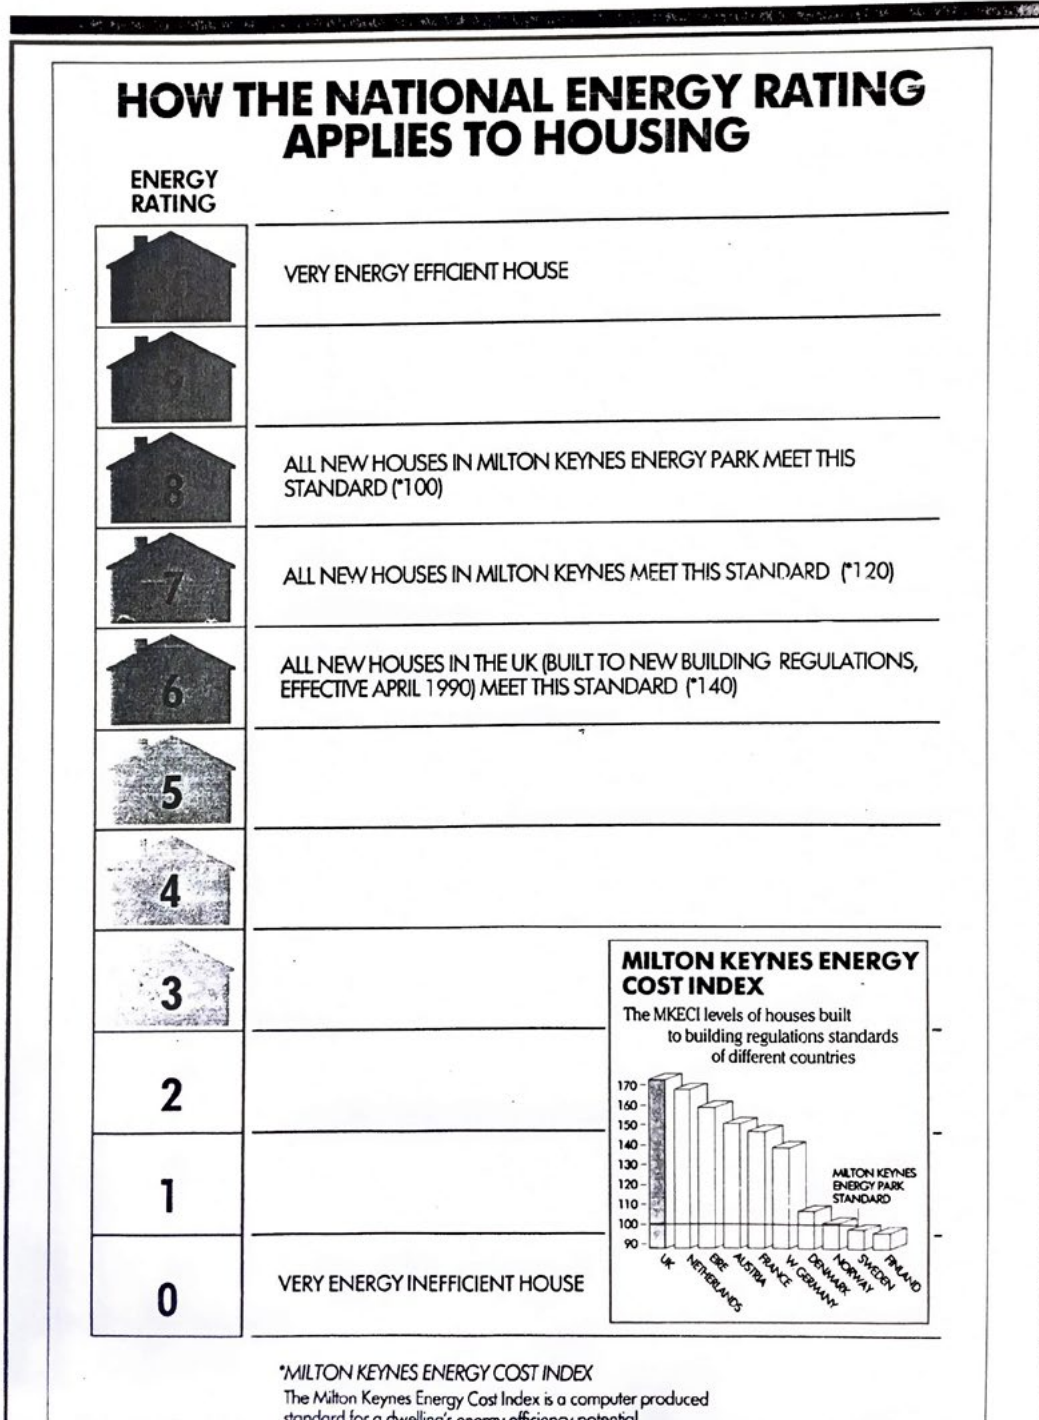 HOW THE NATIONAL ENERGY RATING
APPLIES TO HOUSING
ENERGY
RATING
VERY ENERGY EFFICIENT HOUSE
9
8
ALL NEW HOUSES IN MILTON KEYNES ENERGY PARK MEET THIS
STANDARD (*100)
7
ALL NEW HOUSES IN MILTON KEYNES MEET THIS STANDARD (*120)
6
ALL NEW HOUSES IN THE UK (BUILT TO NEW BUILDING REGULATIONS,
EFFECTIVE APRIL 1990) MEET THIS STANDARD (*140)
5
4
3
2
1
0
VERY ENERGY INEFFICIENT HOUSE
MILTON KEYNES ENERGY
COST INDEX
The MKECI levels of houses built
to building regulations standards
of different countries
170
160
150
140
130
120
110
100
90
MILTON KEYNES
ENERGY PARK
STANDARD
UK
NETHERLANDS
EIRE
AUSTRIA
FRANCE
W. GERMANY
DENMARK
NORWAY
SWEDEN
FINLAND
*MILTON KEYNES ENERGY COST INDEX
The Milton Keynes Energy Cost Index is a computer produced
standard for a dwelling's energy efficiency potential